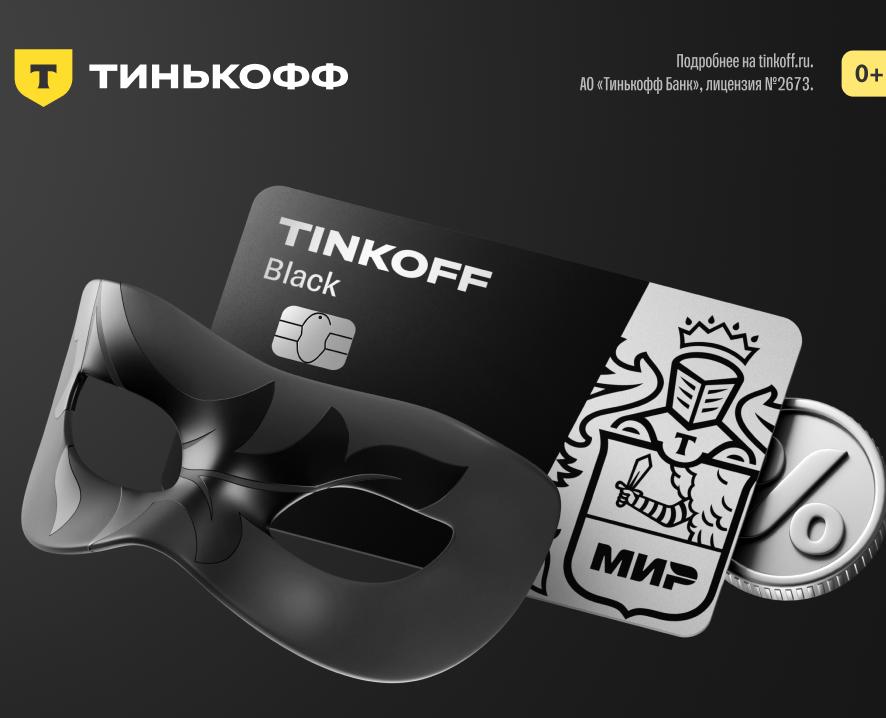 Т ТИНЬКОФФ
Подробнее на tinkoff.ru.
АО «Тинькофф Банк», лицензия №2673.
0+
TINKOFF
Black
Т
%
МИР